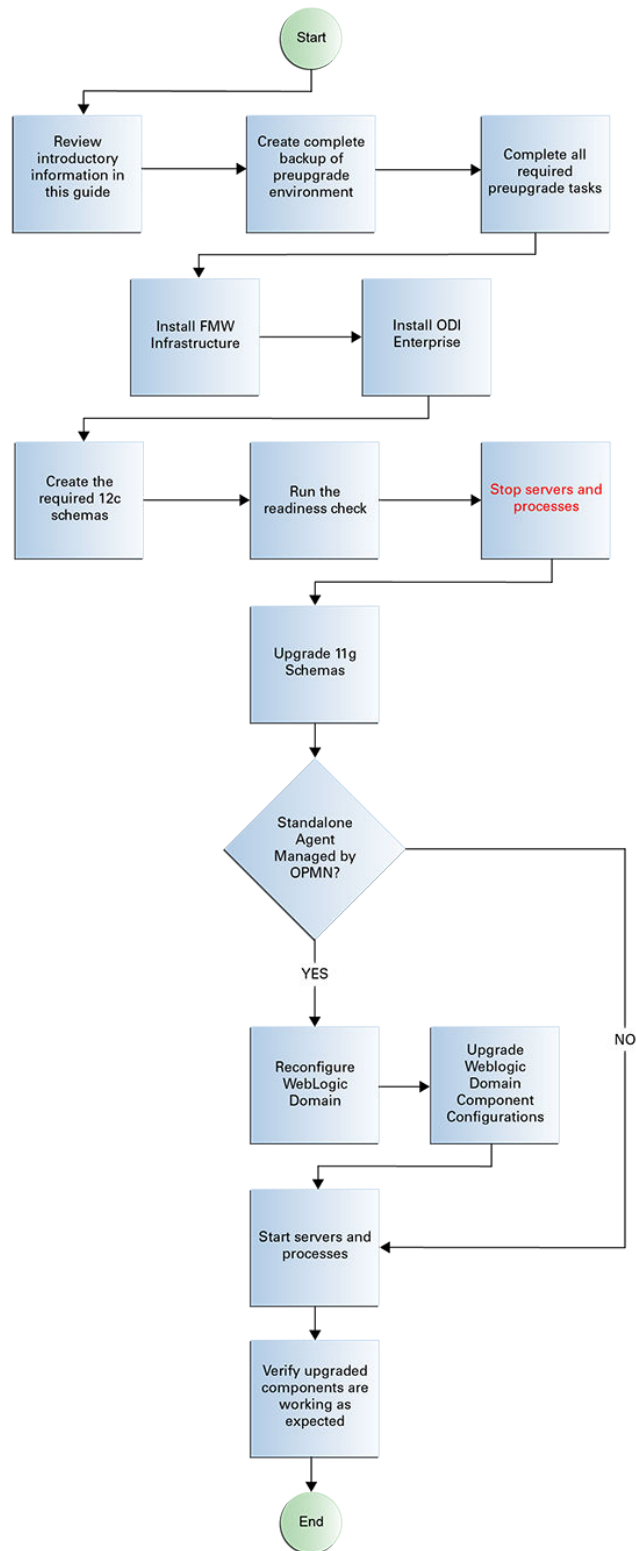 Start
Review
introductory
information in
this guide
Create complete
backup of
preupgrade
environment
Complete all
required
preupgrade tasks
Install FMW
Infrastructure
Install ODI
Enterprise
Create the
required 12c
schemas
Run the
readiness check
Stop servers and
processes
Upgrade 11g
Schemas
Standalone
Agent
Managed by
OPMN?
YES
NO
Reconfigure
WebLogic
Domain
Upgrade
Weblogic
Domain
Component
Configurations
Start servers and
processes
Verify upgraded
components are
working as
expected
End